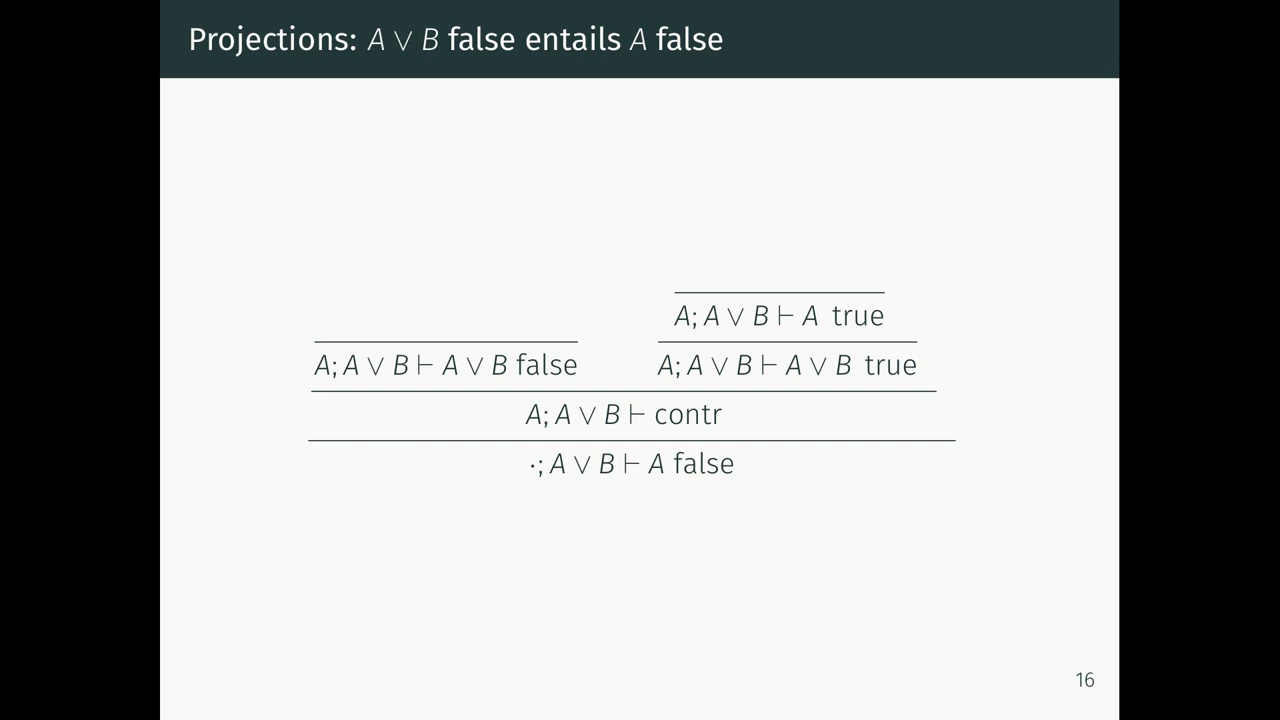 Projections: A ∨ B false entails A false
A; A ∨ B ⊢ A true
A; A ∨ B ⊢ A ∨ B false
A; A ∨ B ⊢ A ∨ B true
A; A ∨ B ⊢ contr
·; A ∨ B ⊢ A false
16